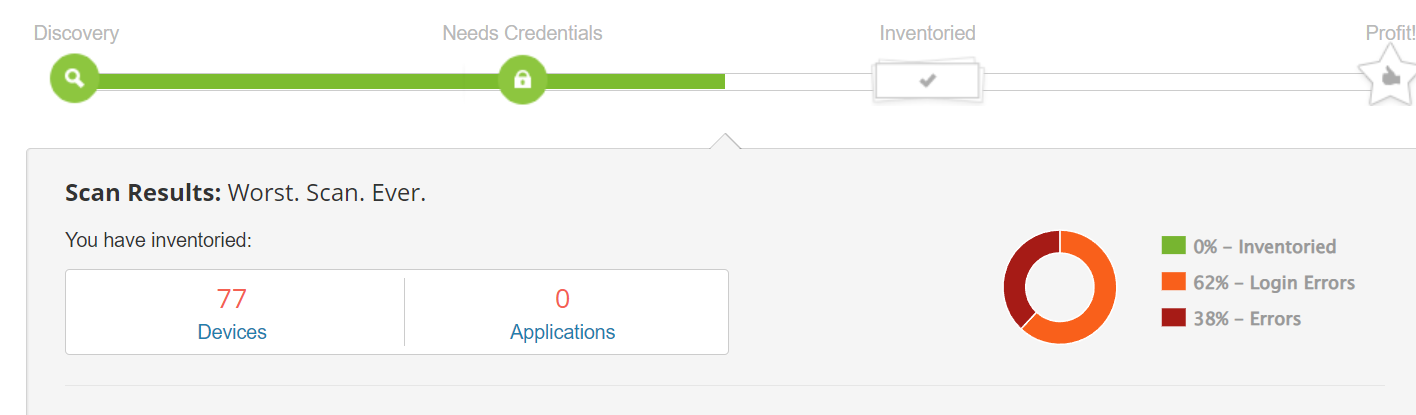 Discovery
Needs Credentials
Inventoried
Profit!
Scan Results: Worst. Scan. Ever.
You have inventoried:
77
Devices
0
Applications
0% – Inventoried
62% – Login Errors
38% – Errors